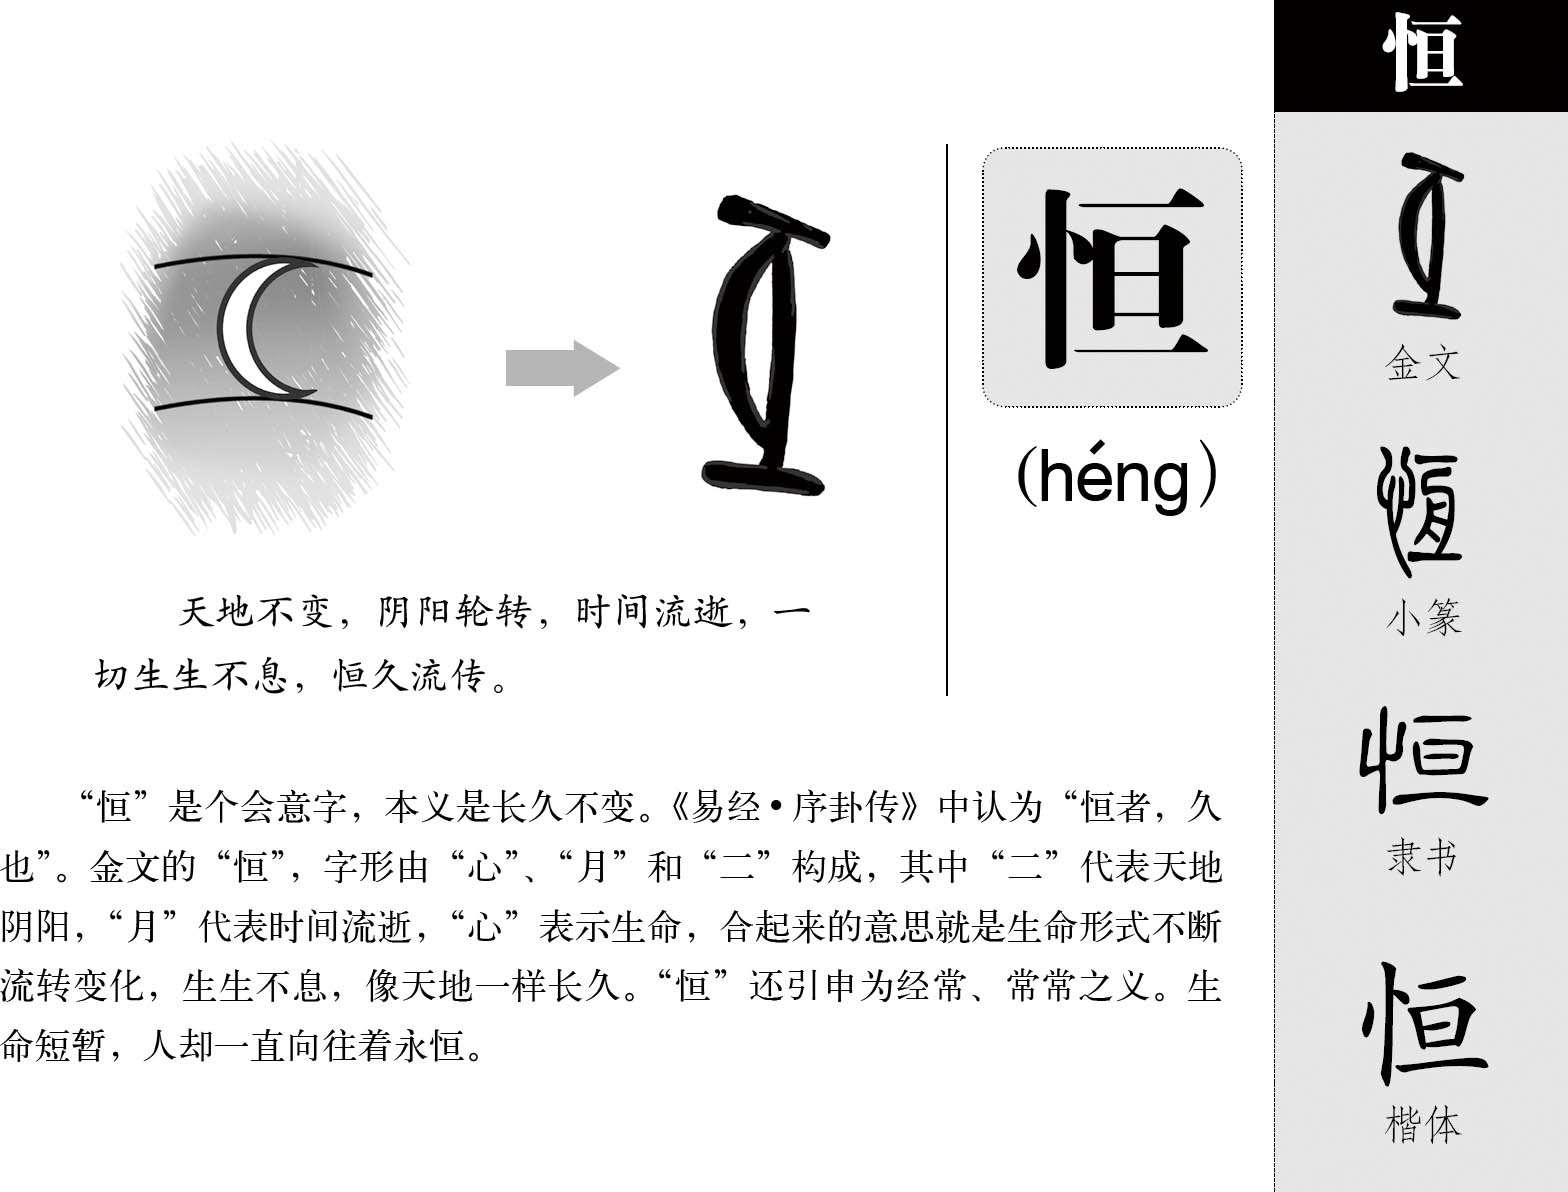 恒
恒
(héng)
天地不变，阴阳轮转，时间流逝，一
切生生不息，恒久流传。
“恒”是个会意字，本义是长久不变。《易经•序卦传》中认为“恒者，久
也”。金文的“恒”，字形由“心”、“月”和“二”构成，其中“二”代表天地
阴阳，“月”代表时间流逝，“心”表示生命，合起来的意思就是生命形式不断
流转变化，生生不息，像天地一样长久。“恒”还引申为经常、常常之义。生
命短暂，人却一直向往着永恒。
金文
小篆
恒
隶书
恒
楷体